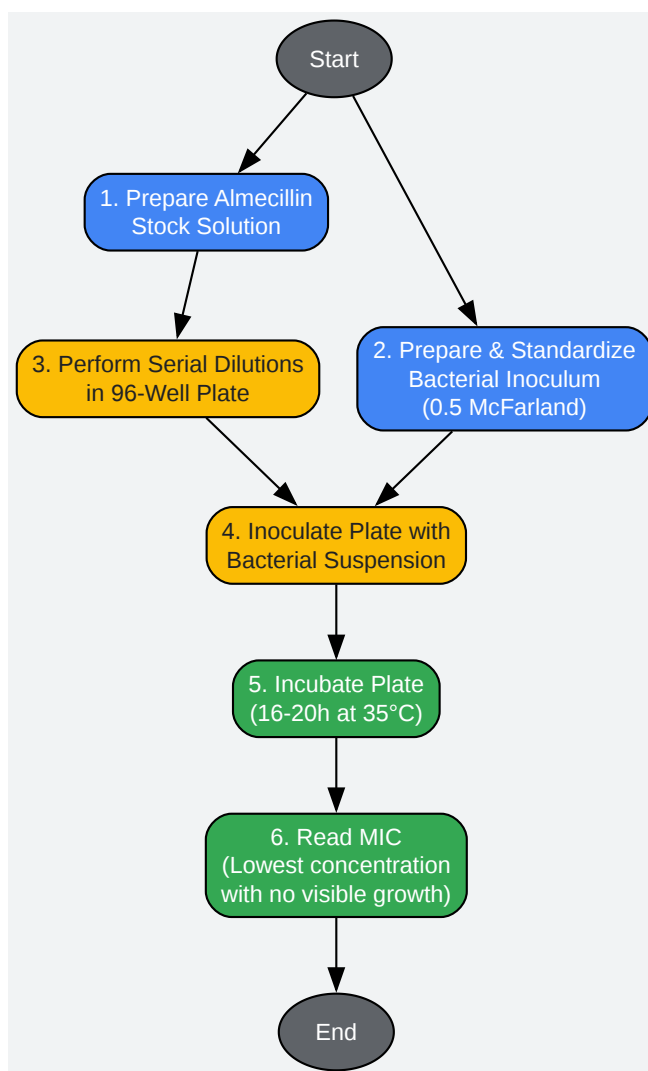 Start
1. Prepare Almecillin
Stock Solution
3. Perform Serial Dilutions
in 96-Well Plate
2. Prepare & Standardize
Bacterial Inoculum
(0.5 McFarland)
4. Inoculate Plate with
Bacterial Suspension
5. Incubate Plate
(16-20h at 35°C)
6. Read MIC
(Lowest concentration
with no visible growth)
End